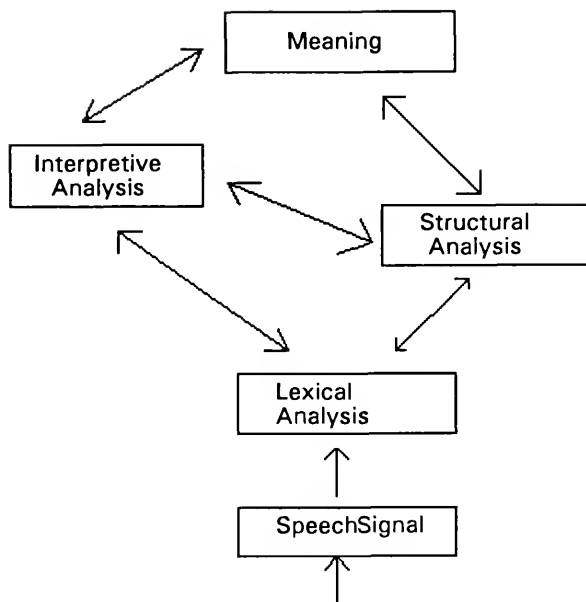 Meaning
Interpretive
Analysis
Structural
Analysis
Lexical
Analysis
SpeechSignal